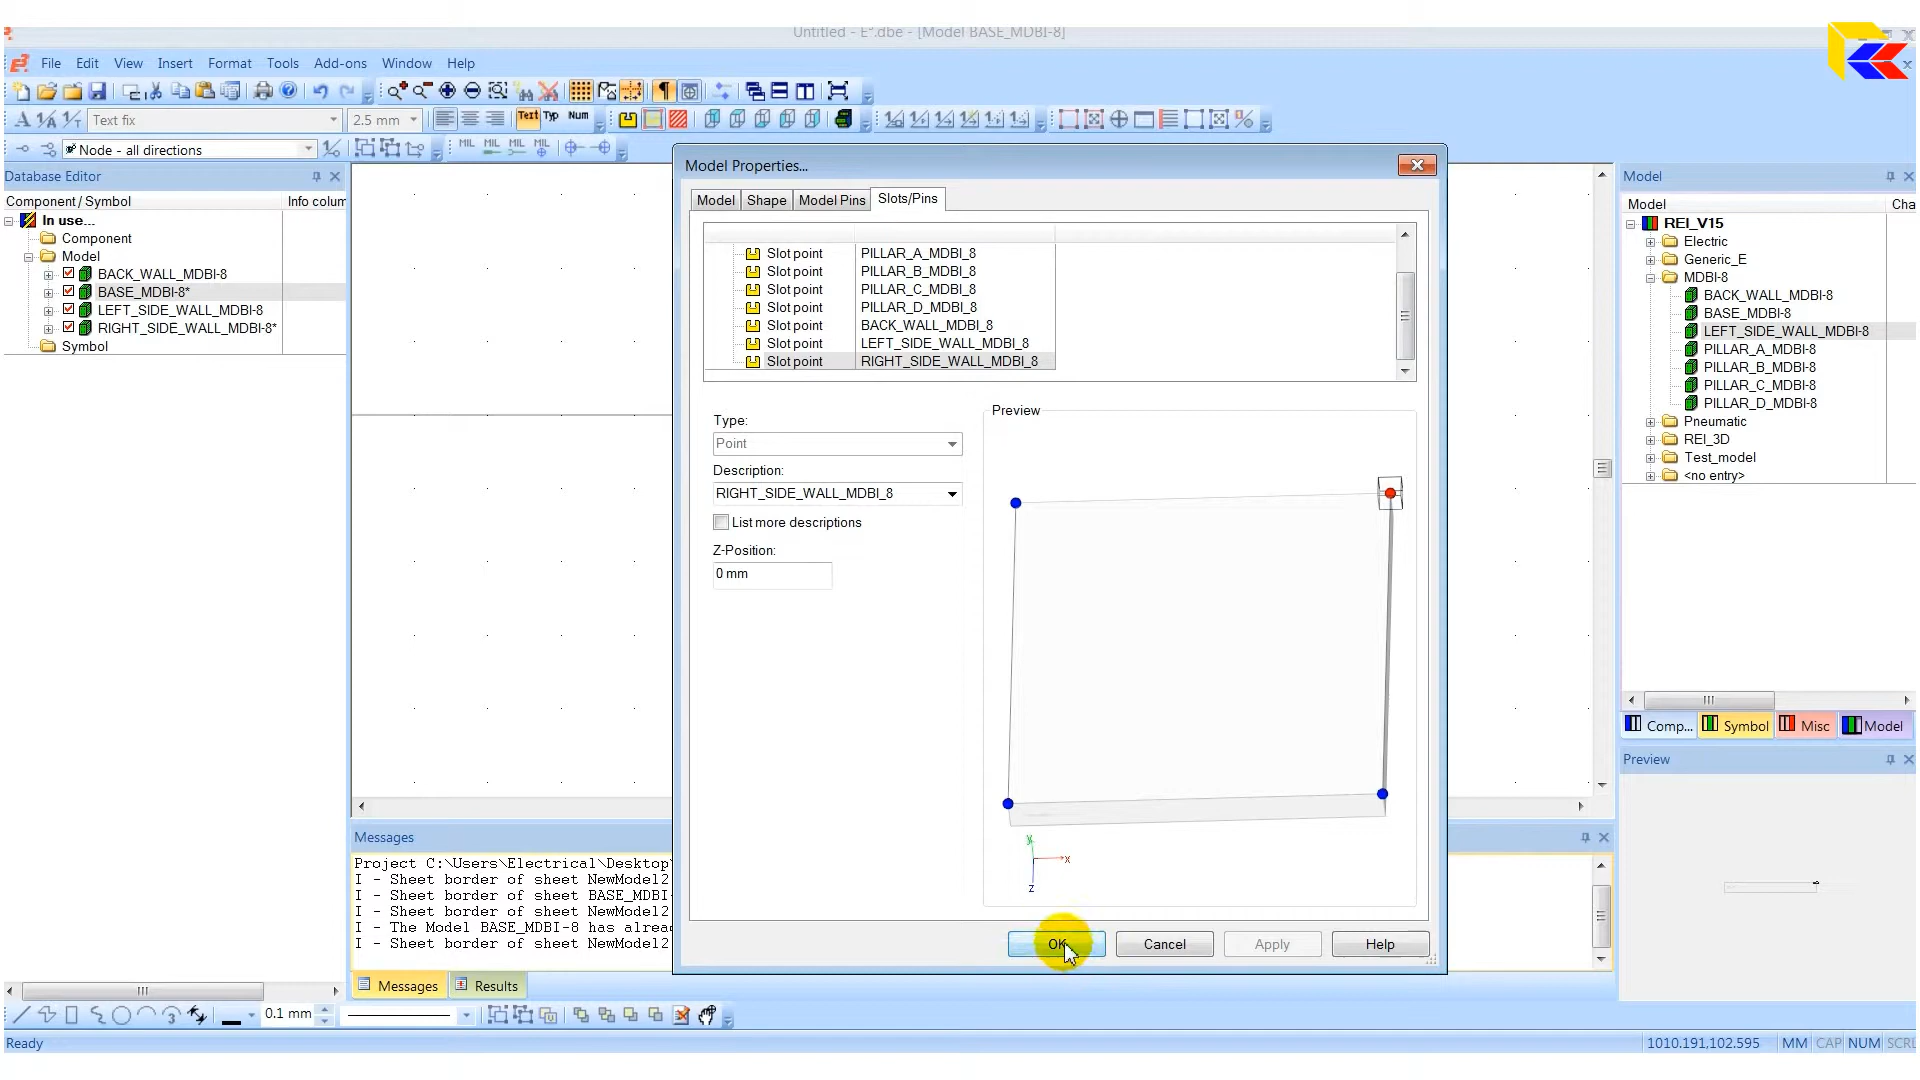 Untitled - E³.dbe - [Model BASE_MDBI-8]
File Edit View Insert Format Tools Add-ons Window Help
Text fix 2.5 mm Text Typ Num
Node - all directions MIL MIL MIL MIL
Database Editor
Component/Symbol Info colum
In use...
Component
Model
BACK_WALL_MDBI-8
BASE_MDBI-8*
LEFT_SIDE_WALL_MDBI-8
RIGHT_SIDE_WALL_MDBI-8*
Symbol
Model Properties...
Model Shape Model Pins Slots/Pins
Slot point PILLAR_A_MDBI_8
Slot point PILLAR_B_MDBI_8
Slot point PILLAR_C_MDBI_8
Slot point PILLAR_D_MDBI_8
Slot point BACK_WALL_MDBI_8
Slot point LEFT_SIDE_WALL_MDBI_8
Slot point RIGHT_SIDE_WALL_MDBI_8
Type:
Point
Description:
RIGHT_SIDE_WALL_MDBI_8
List more descriptions
Z-Position:
0 mm
Preview
y
x
z
OK Cancel Apply Help
Model
Model Cha
REI_V15
Electric
Generic_E
MDBI-8
BACK_WALL_MDBI-8
BASE_MDBI-8
LEFT_SIDE_WALL_MDBI-8
PILLAR_A_MDBI-8
PILLAR_B_MDBI-8
PILLAR_C_MDBI-8
PILLAR_D_MDBI-8
Pneumatic
REI_3D
Test_model
<no entry>
Comp... Symbol Misc Model
Preview
Messages
Project C:\Users\Electrical\Desktop\
I - Sheet border of sheet NewModel2
I - Sheet border of sheet BASE_MDBI-
I - Sheet border of sheet NewModel2
I - The Model BASE_MDBI-8 has alrea
I - Sheet border of sheet NewModel2
Messages Results
0.1 mm
Ready 1010.191,102.595 MM CAP NUM SCRL